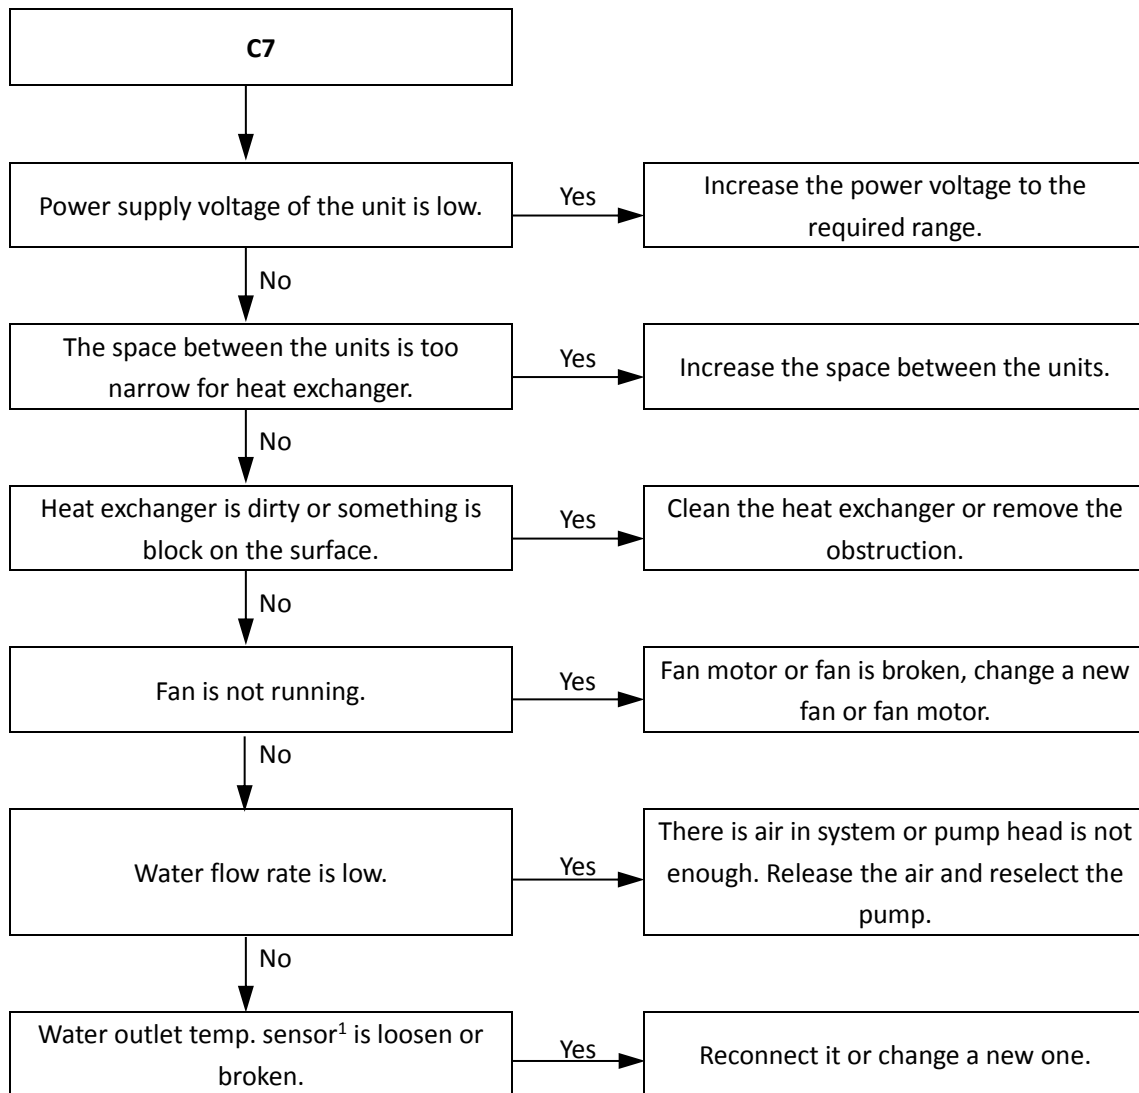 C7
Power supply voltage of the unit is low.
Yes
Increase the power voltage to the
required range.
No
The space between the units is too
narrow for heat exchanger.
Yes
Increase the space between the units.
No
Heat exchanger is dirty or something is
block on the surface.
Yes
Clean the heat exchanger or remove the
obstruction.
No
Fan is not running.
Yes
Fan motor or fan is broken, change a new
fan or fan motor.
No
Water flow rate is low.
Yes
There is air in system or pump head is not
enough. Release the air and reselect the
pump.
No
Water outlet temp. sensor¹ is loosen or
broken.
Yes
Reconnect it or change a new one.